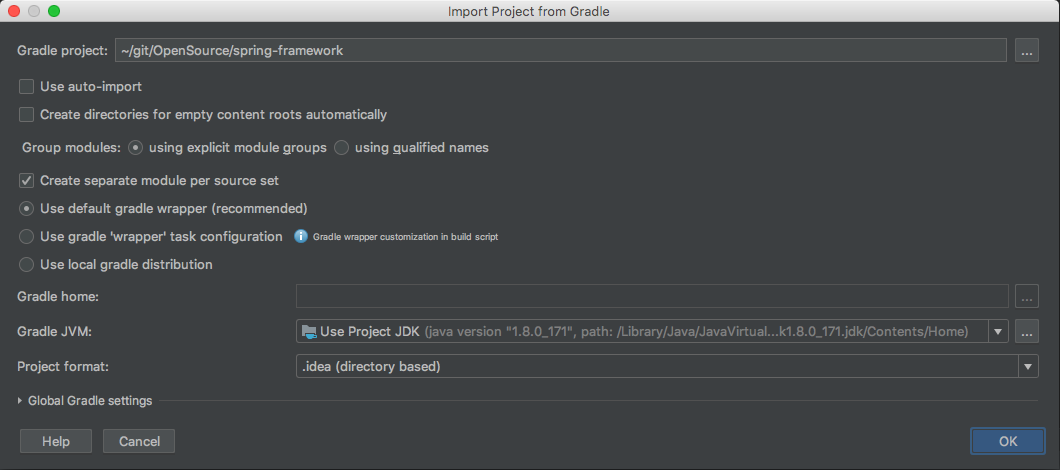 Import Project from Gradle
Gradle project: ~/git/OpenSource/spring-framework ...
Use auto-import
Create directories for empty content roots automatically
Group modules: using explicit module groups using qualified names
Create separate module per source set
Use default gradle wrapper (recommended)
Use gradle 'wrapper' task configuration Gradle wrapper customization in build script
Use local gradle distribution
Gradle home: ...
Gradle JVM: Use Project JDK (java version "1.8.0_171", path: /Library/Java/JavaVirtual...k1.8.0_171.jdk/Contents/Home) ...
Project format: .idea (directory based)
Global Gradle settings
Help Cancel OK